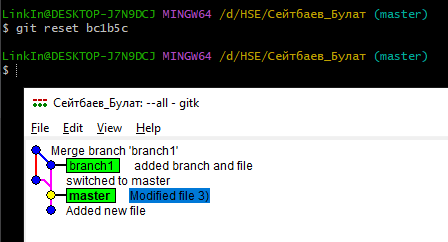 LinkIn@DESKTOP-J7N9DCJ MINGW64 /d/HSE/Сейтбаев_Булат (master)
$ git reset bc1b5c
LinkIn@DESKTOP-J7N9DCJ MINGW64 /d/HSE/Сейтбаев_Булат (master)
$
Сейтбаев_Булат: --all - gitk
File Edit View Help
Merge branch 'branch1'
branch1 added branch and file
switched to master
master Modified file 3)
Added new file